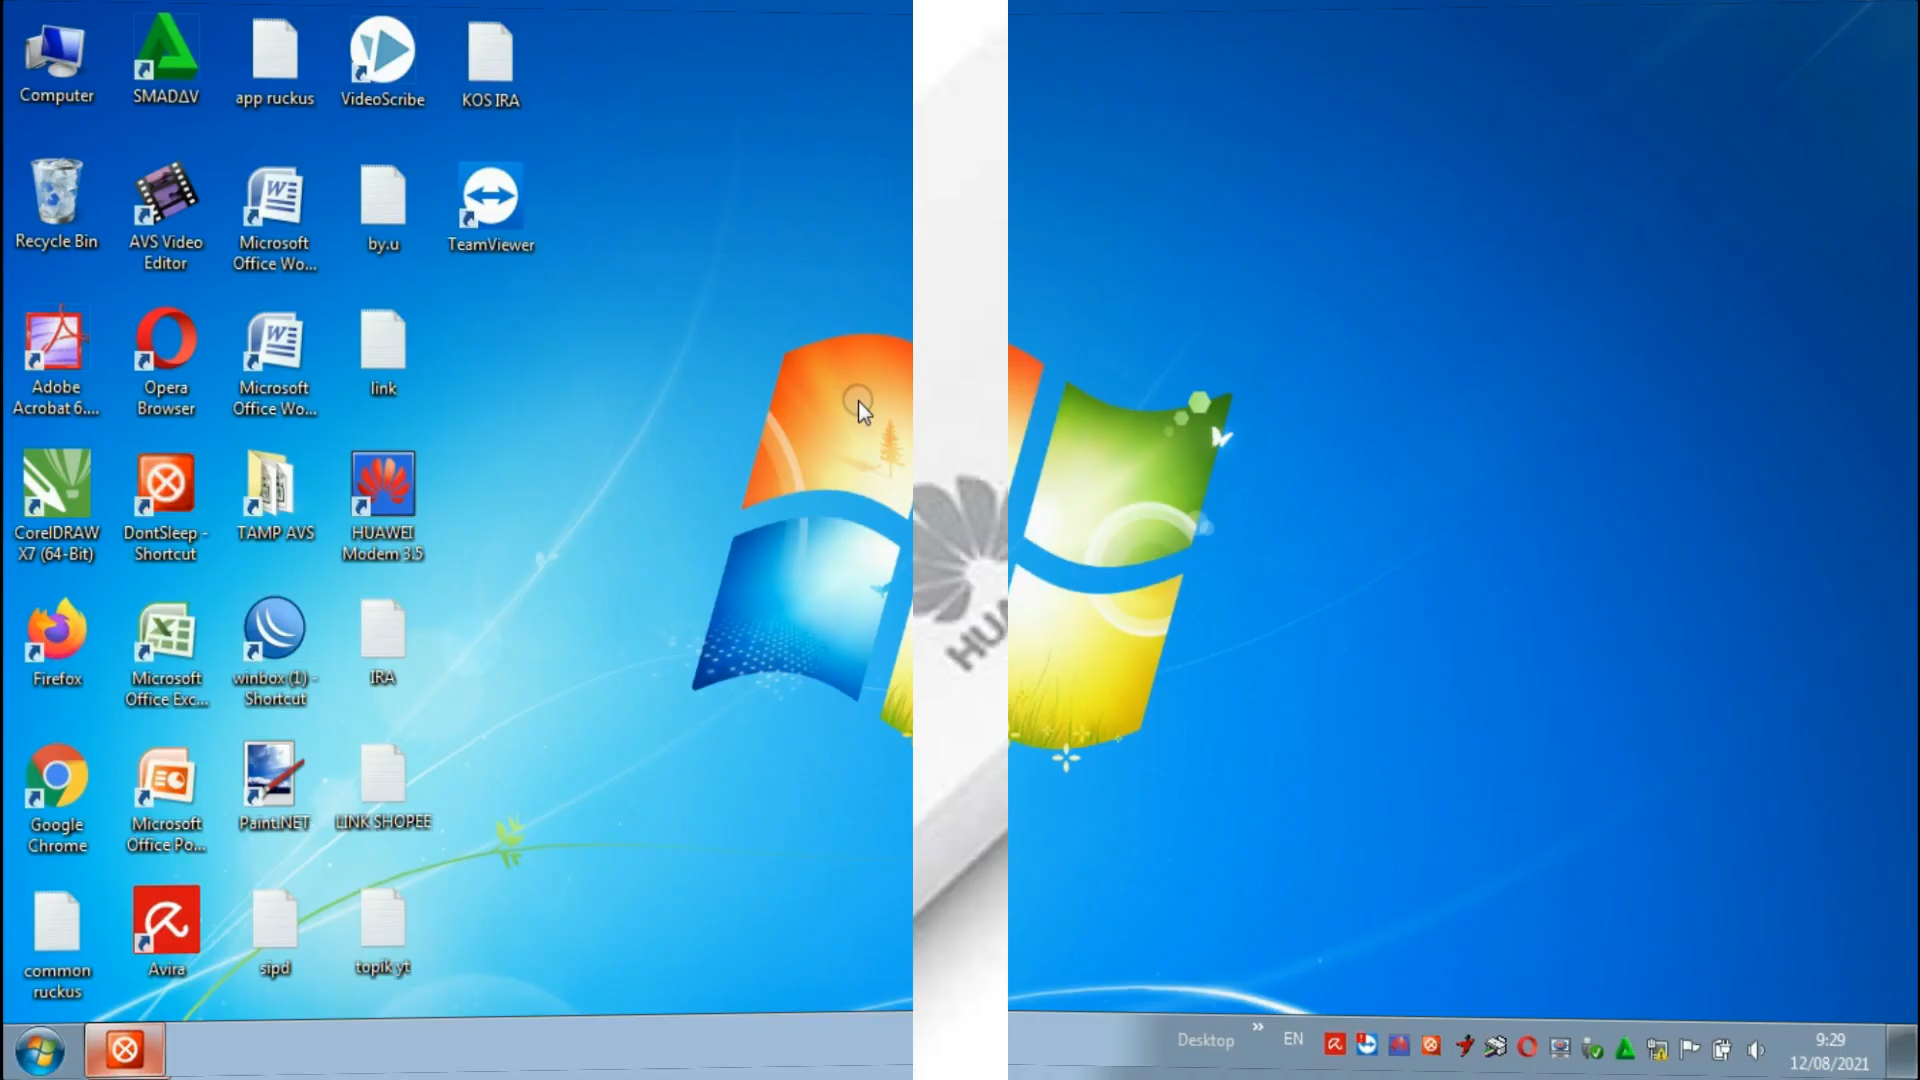 Computer
SMADΔV
app ruckus
VideoScribe
KOS IRA
Recycle Bin
AVS Video
Editor
Microsoft
Office Wo...
by.u
TeamViewer
Adobe
Acrobat 6....
Opera
Browser
Microsoft
Office Wo...
link
CorelDRAW
X7 (64-Bit)
DontSleep -
Shortcut
TAMP AVS
HUAWEI
Modem 3.5
HUA
Firefox
Microsoft
Office Exc...
winbox (1) -
Shortcut
IRA
Google
Chrome
Microsoft
Office Po...
Paint.NET
LINK SHOPEE
common
ruckus
Avira
sipd
topik yt
Desktop
»
EN
9:29
12/08/2021